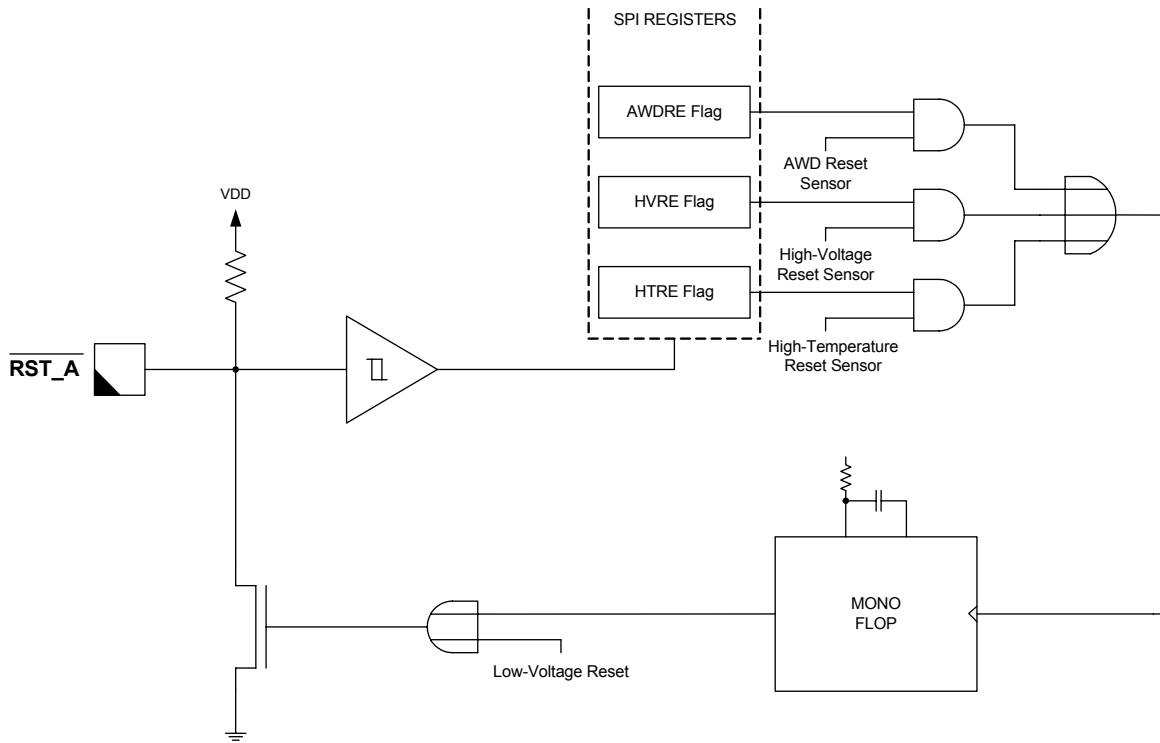 SPI REGISTERS
AWDRE Flag
AWD Reset
Sensor
VDD
HVRE Flag
High-Voltage
Reset Sensor
HTRE Flag
High-Temperature
Reset Sensor
RST_A
MONO
FLOP
Low-Voltage Reset